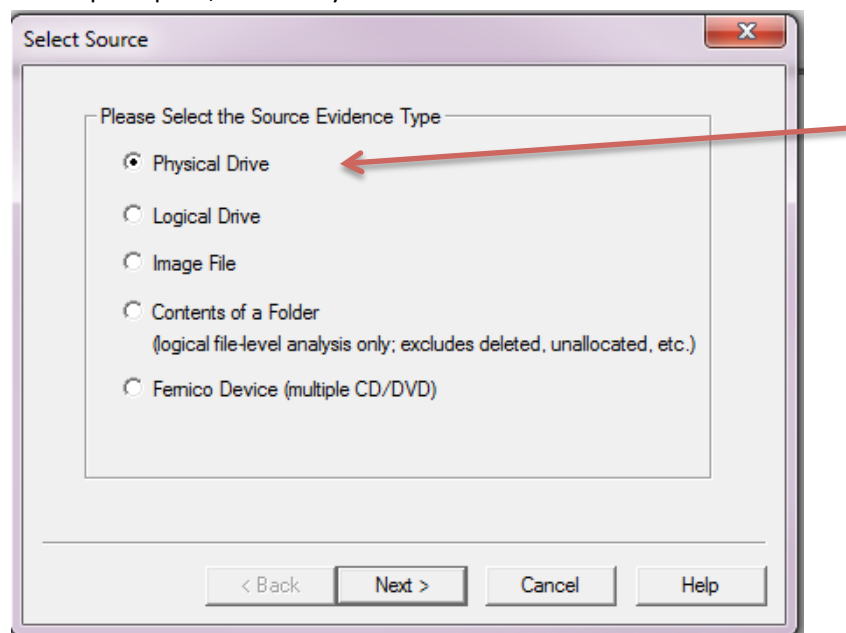 Select Source
Please Select the Source Evidence Type
Physical Drive
Logical Drive
Image File
Contents of a Folder
(logical file-level analysis only; excludes deleted, unallocated, etc.)
Fernico Device (multiple CD/DVD)
< Back Next > Cancel Help